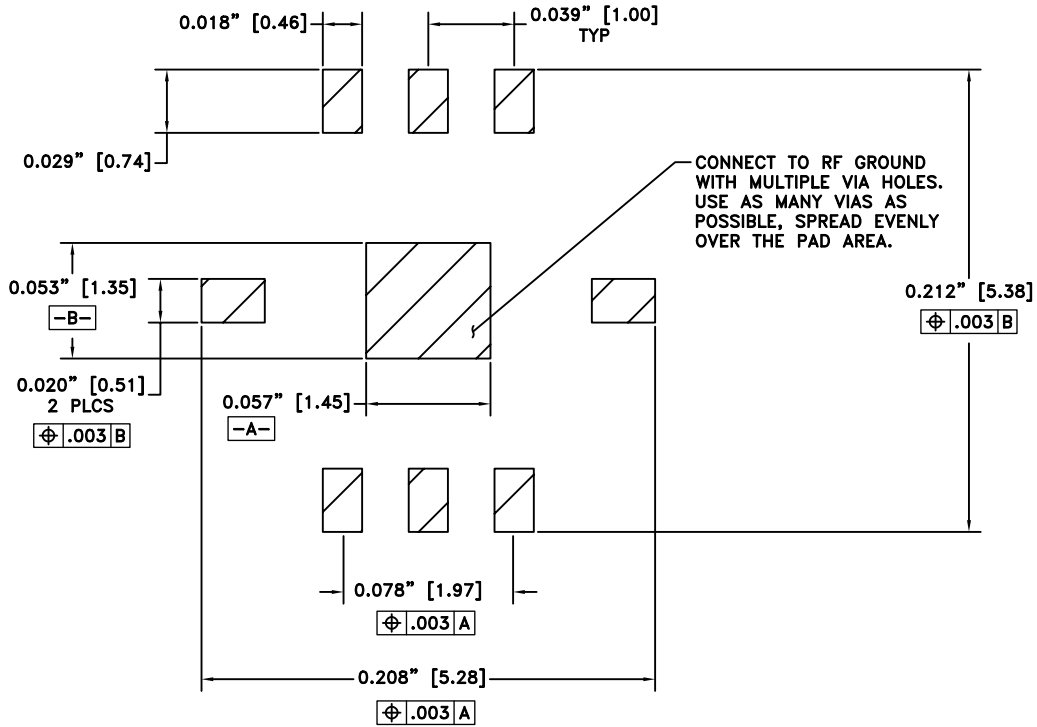 0.018” [0.46]
0.039” [1.00]
TYP
0.029” [0.74]
CONNECT TO RF GROUND
WITH MULTIPLE VIA HOLES.
USE AS MANY VIAS AS
POSSIBLE, SPREAD EVENLY
OVER THE PAD AREA.
0.053” [1.35]
-B-
0.212” [5.38]
⌖ .003 B
0.020” [0.51]
2 PLCS
⌖ .003 B
0.057” [1.45]
-A-
0.078” [1.97]
⌖ .003 A
0.208” [5.28]
⌖ .003 A